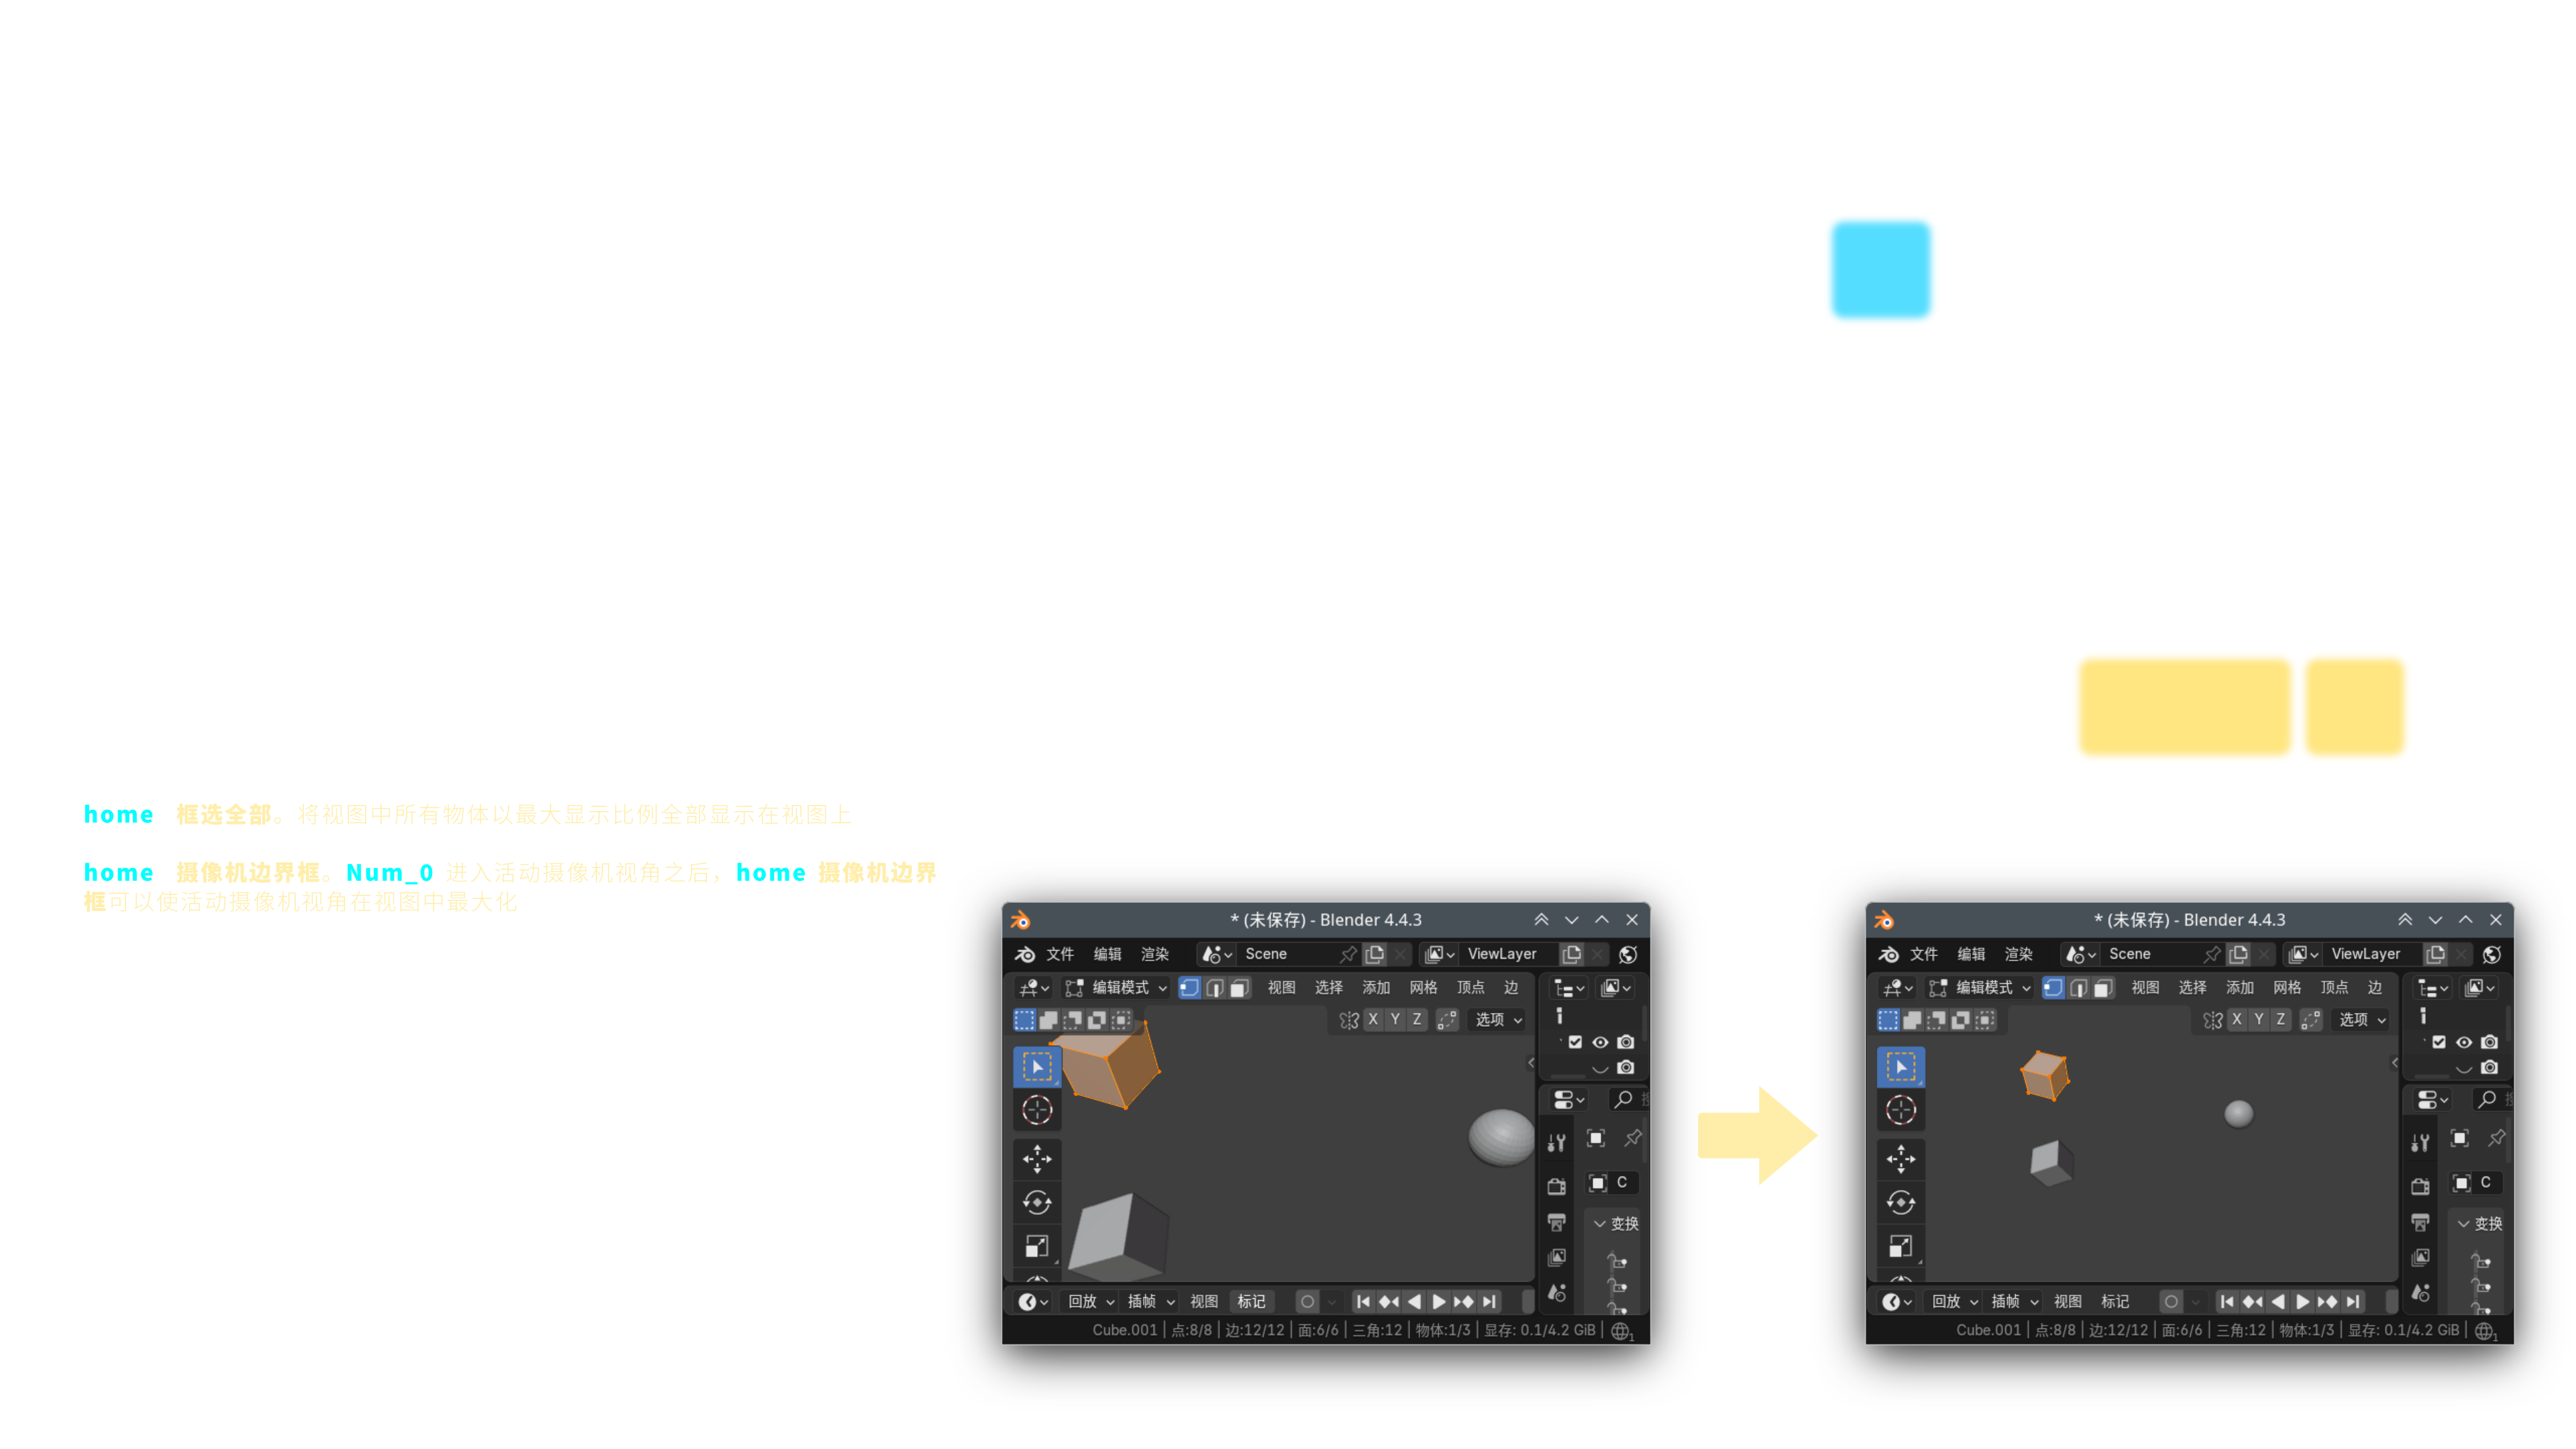 home 框选全部。将视图中所有物体以最大显示比例全部显示在视图上
home 摄像机边界框。Num_0 进入活动摄像机视角之后，home 摄像机边界
框可以使活动摄像机视角在视图中最大化
* (未保存) - Blender 4.4.3
文件 编辑 渲染 Scene ViewLayer
编辑模式 视图 选择 添加 网格 顶点 边
X Y Z 选项
C
变换
回放 插帧 视图 标记
Cube.001 | 点:8/8 | 边:12/12 | 面:6/6 | 三角:12 | 物体:1/3 | 显存: 0.1/4.2 GiB | 1
* (未保存) - Blender 4.4.3
文件 编辑 渲染 Scene ViewLayer
编辑模式 视图 选择 添加 网格 顶点 边
X Y Z 选项
C
变换
回放 插帧 视图 标记
Cube.001 | 点:8/8 | 边:12/12 | 面:6/6 | 三角:12 | 物体:1/3 | 显存: 0.1/4.2 GiB | 1